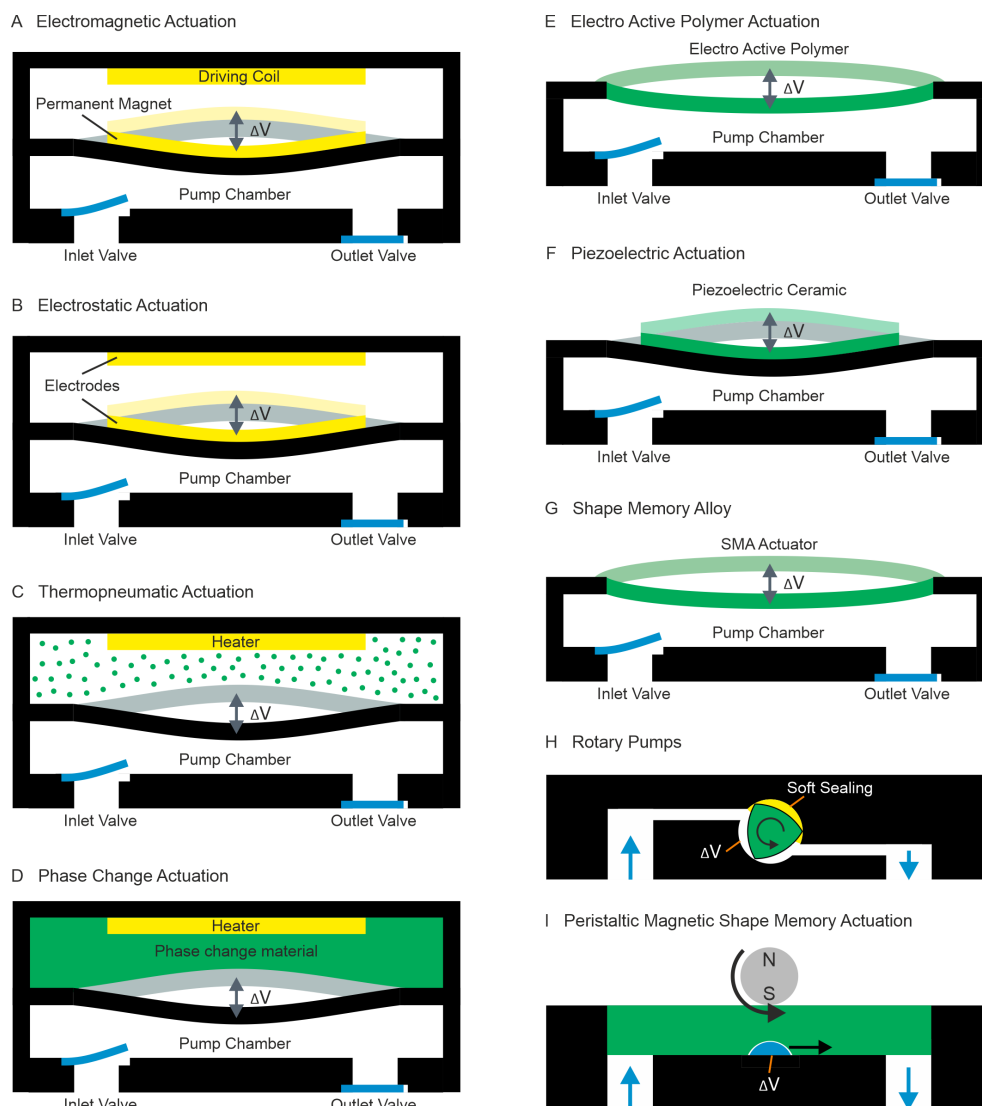 A Electromagnetic Actuation
Driving Coil
Permanent Magnet
ΔV
Pump Chamber
Inlet Valve
Outlet Valve
B Electrostatic Actuation
Electrodes
ΔV
Pump Chamber
Inlet Valve
Outlet Valve
C Thermopneumatic Actuation
Heater
ΔV
Pump Chamber
Inlet Valve
Outlet Valve
D Phase Change Actuation
Heater
Phase change material
ΔV
Pump Chamber
Inlet Valve
Outlet Valve
E Electro Active Polymer Actuation
Electro Active Polymer
ΔV
Pump Chamber
Inlet Valve
Outlet Valve
F Piezoelectric Actuation
Piezoelectric Ceramic
ΔV
Pump Chamber
Inlet Valve
Outlet Valve
G Shape Memory Alloy
SMA Actuator
ΔV
Pump Chamber
Inlet Valve
Outlet Valve
H Rotary Pumps
Soft Sealing
ΔV
I Peristaltic Magnetic Shape Memory Actuation
N
S
ΔV